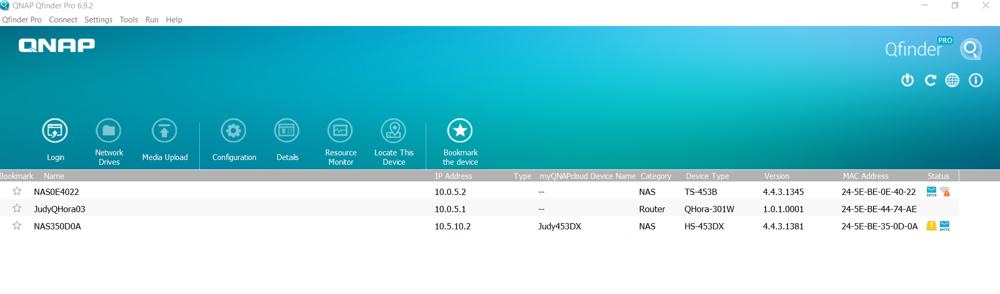 QNAP Qfinder Pro 6.9.2
Qfinder Pro Connect Settings Tools Run Help
QNAP
Qfinder PRO
Login
Network
Drives
Media Upload
Configuration
Details
Resource
Monitor
Locate This
Device
Bookmark
the device
Bookmark Name IP Address Type myQNAPcloud Device Name Category Device Type Version MAC Address Status
NAS0E4022 10.0.5.2 -- NAS TS-453B 4.4.3.1345 24-5E-BE-0E-40-22 SMTP
JudyQHora03 10.0.5.1 -- Router QHora-301W 1.0.1.0001 24-5E-BE-44-74-AE
NAS350D0A 10.5.10.2 Judy453DX NAS HS-453DX 4.4.3.1381 24-5E-BE-35-0D-0A SMTP